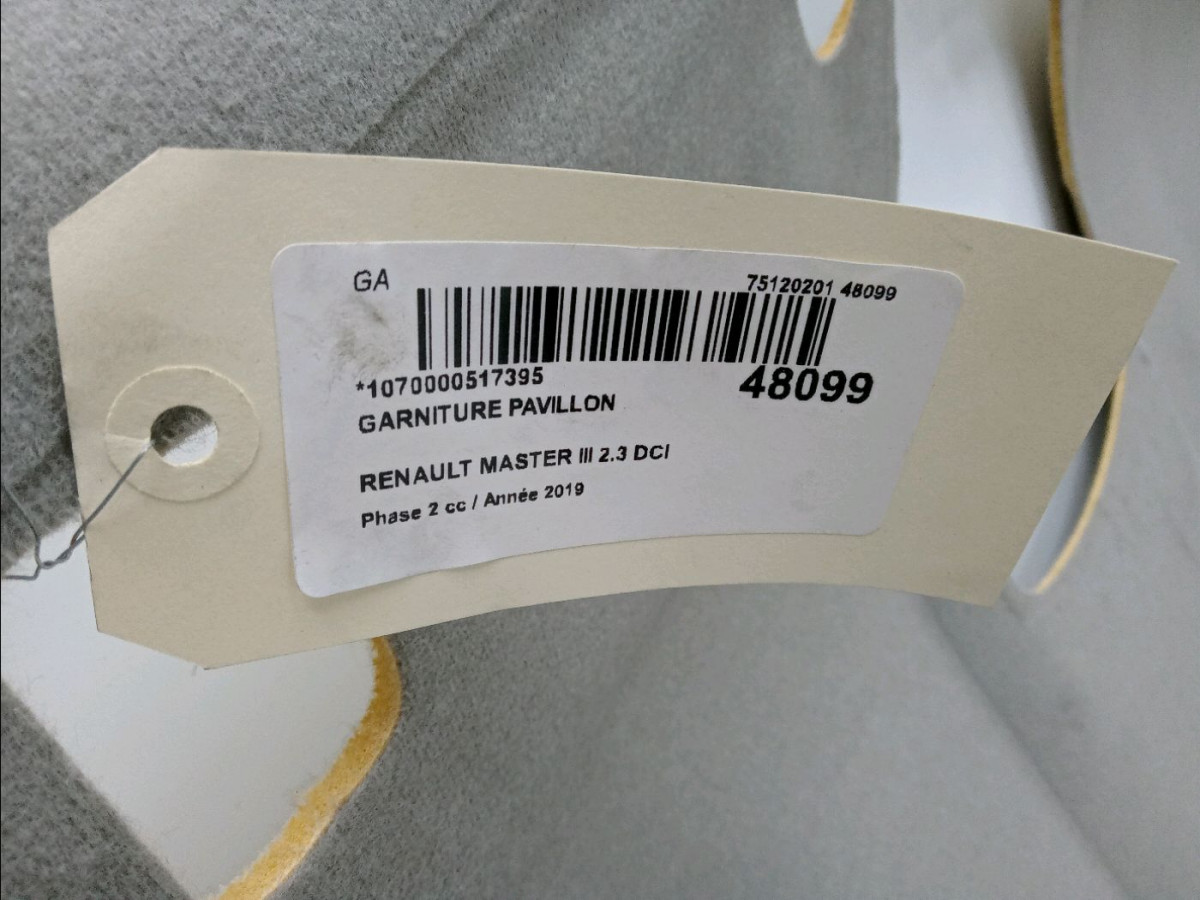 GA
75120201 48099
*1070000517395
48099
GARNITURE PAVILLON
RENAULT MASTER III 2.3 DCI
Phase 2 cc / Année 2019